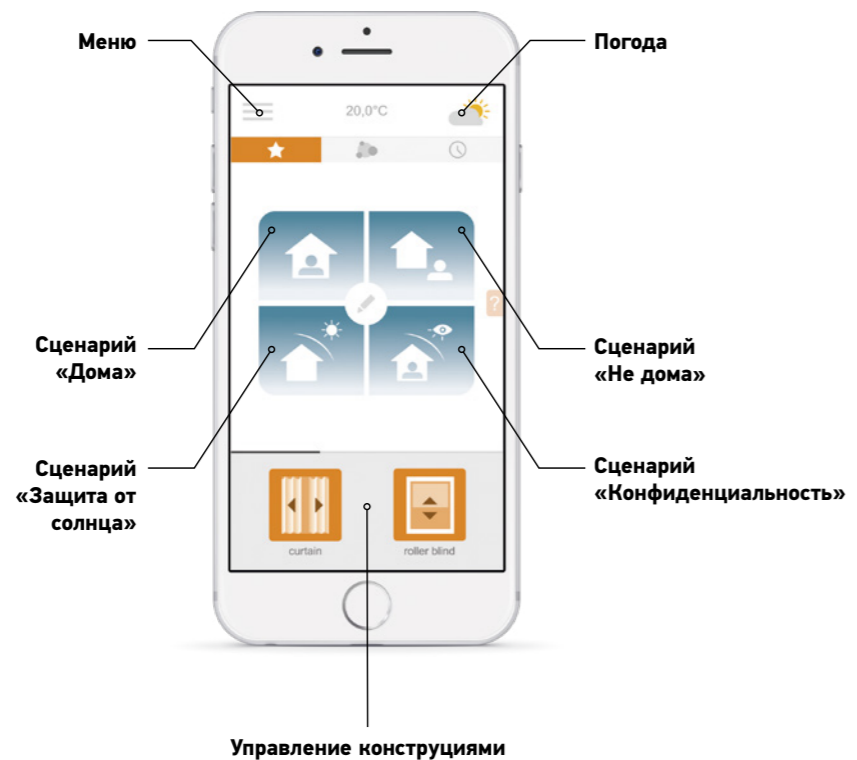 Меню
Погода
20,0°C
?
Сценарий
«Дома»
Сценарий
«Не дома»
Сценарий
«Защита от
солнца»
Сценарий
«Конфиденциальность»
curtain
roller blind
Управление конструциями